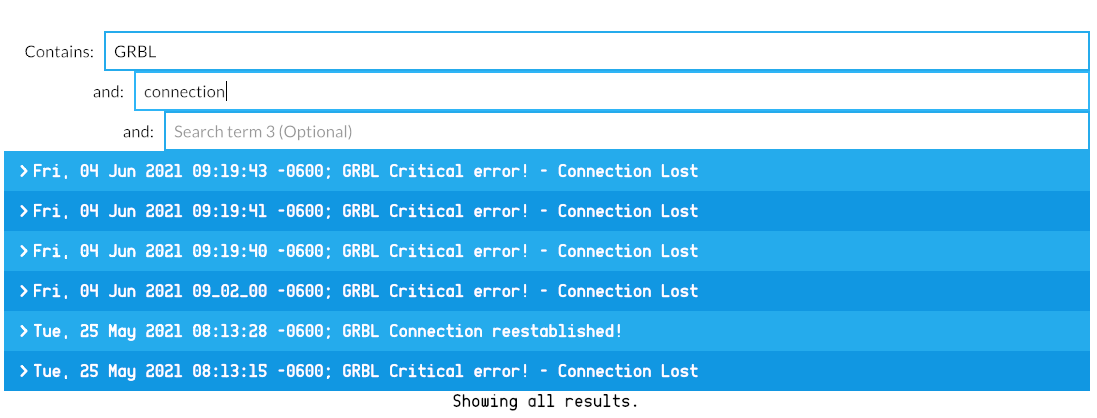 Contains: GRBL
and: connection
and: Search term 3 (Optional)
Fri, 04 Jun 2021 09:19:43 -0600; GRBL Critical error! - Connection Lost
Fri, 04 Jun 2021 09:19:41 -0600; GRBL Critical error! - Connection Lost
Fri, 04 Jun 2021 09:19:40 -0600; GRBL Critical error! - Connection Lost
Fri, 04 Jun 2021 09_02_00 -0600; GRBL Critical error! - Connection Lost
Tue, 25 May 2021 08:13:28 -0600; GRBL Connection reestablished!
Tue, 25 May 2021 08:13:15 -0600; GRBL Critical error! - Connection Lost
Showing all results.